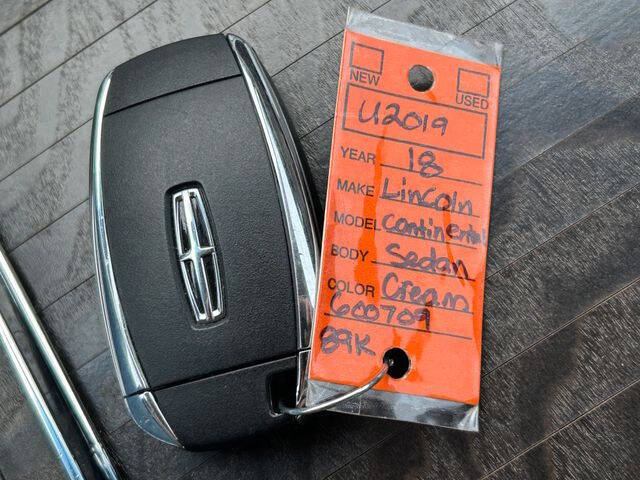 NEW USED
U2019
YEAR 18
MAKE Lincoln
MODEL Continental
BODY Sedan
COLOR Cream
600709
89K